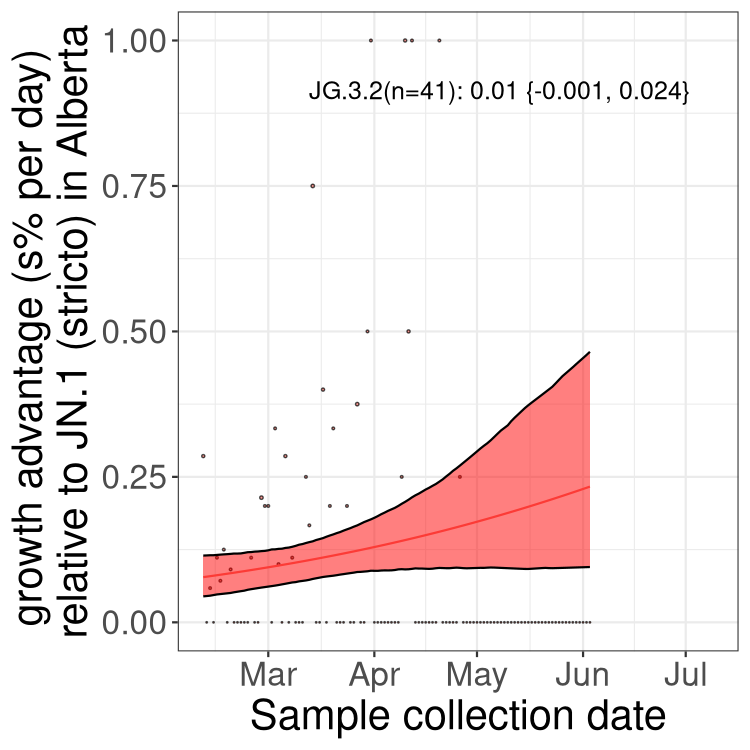 growth advantage (s% per day)
relative to JN.1 (stricto) in Alberta
1.00
0.75
0.50
0.25
0.00
JG.3.2(n=41): 0.01 {-0.001, 0.024}
Mar Apr May Jun Jul
Sample collection date